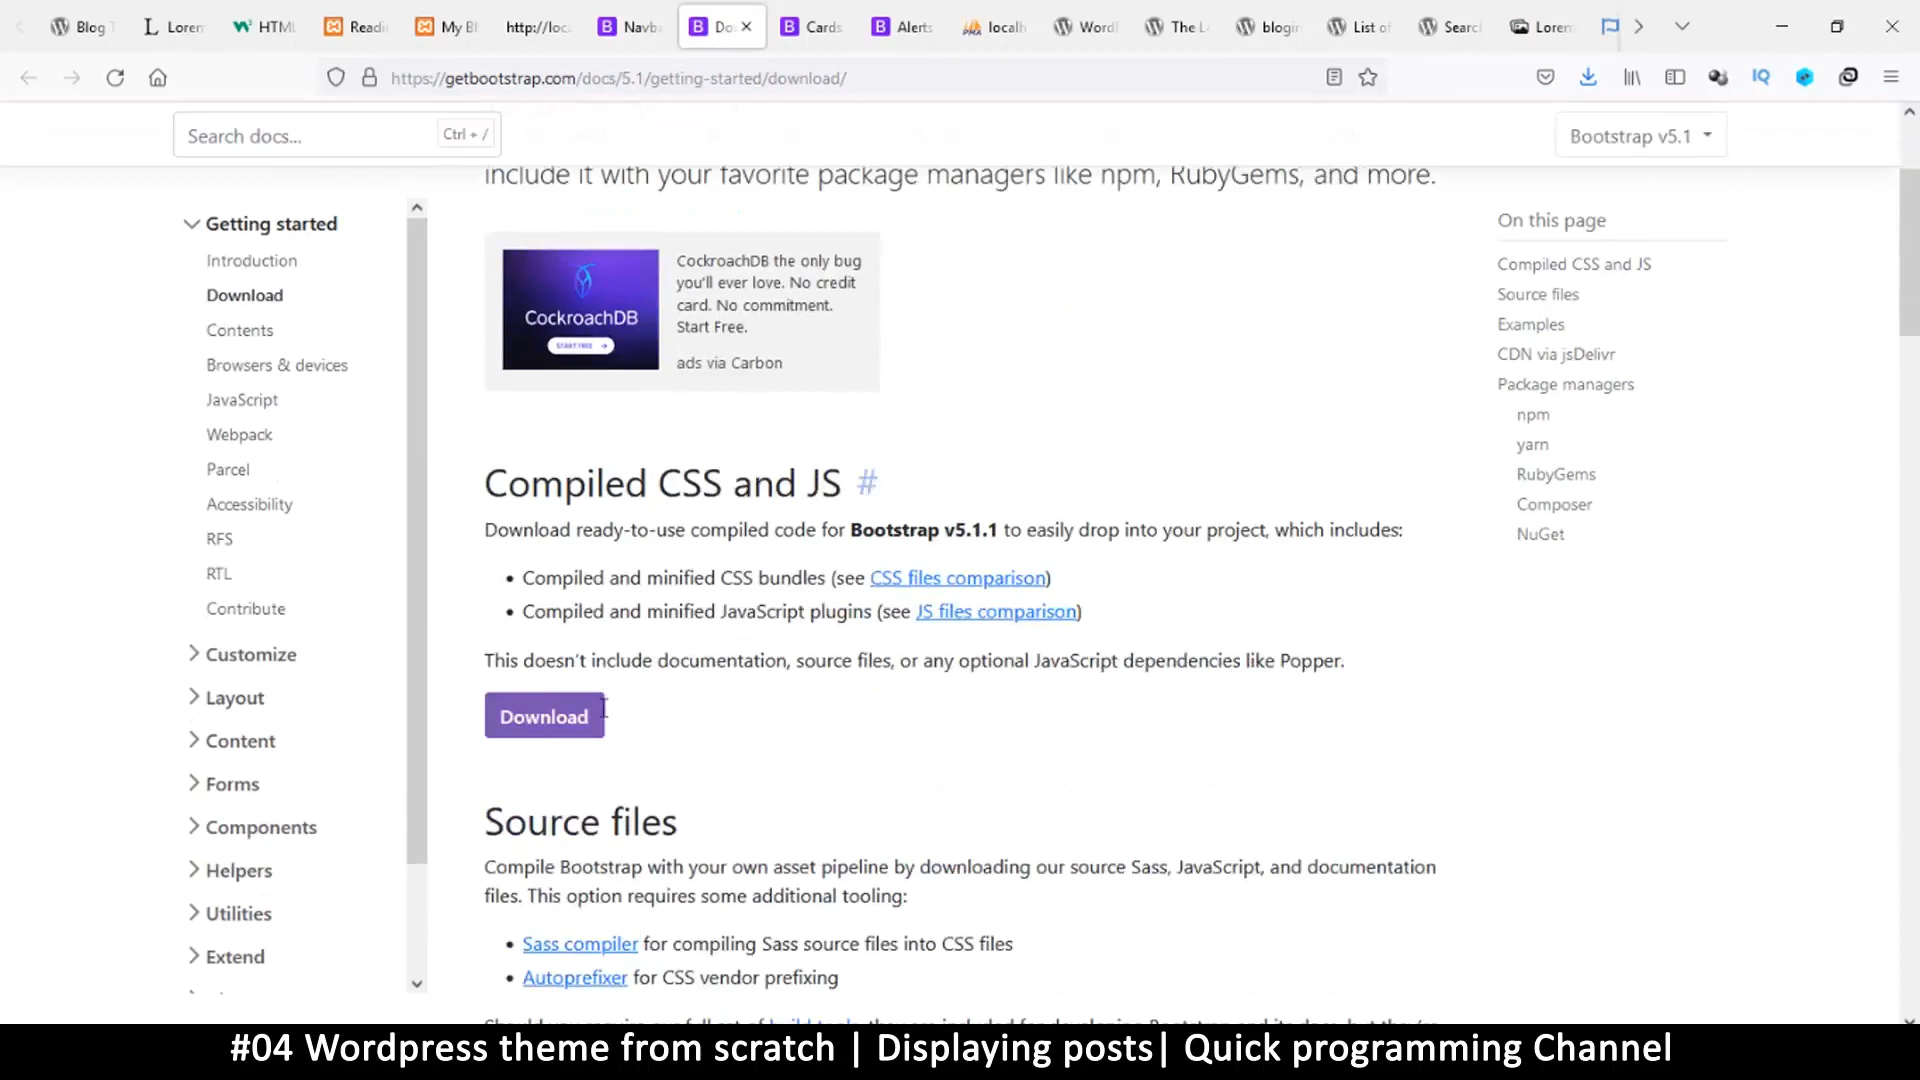 Blog T
Lorem
HTML
Readi
My Bl
http://loc
Navba
Do
Cards
Alerts
localh
WordP
The L
blogin
List of
Searc
Lorem
https://getbootstrap.com/docs/5.1/getting-started/download/
IQ
Search docs...
Ctrl + /
Bootstrap v5.1
include it with your favorite package managers like npm, RubyGems, and more.
Getting started
Introduction
Download
Contents
Browsers & devices
JavaScript
Webpack
Parcel
Accessibility
RFS
RTL
Contribute
Customize
Layout
Content
Forms
Components
Helpers
Utilities
Extend
CockroachDB
START FREE
CockroachDB the only bug
you'll ever love. No credit
card. No commitment.
Start Free.
ads via Carbon
Compiled CSS and JS #
Download ready-to-use compiled code for Bootstrap v5.1.1 to easily drop into your project, which includes:
• Compiled and minified CSS bundles (see CSS files comparison)
• Compiled and minified JavaScript plugins (see JS files comparison)
This doesn't include documentation, source files, or any optional JavaScript dependencies like Popper.
Download
Source files
Compile Bootstrap with your own asset pipeline by downloading our source Sass, JavaScript, and documentation
files. This option requires some additional tooling:
• Sass compiler for compiling Sass source files into CSS files
• Autoprefixer for CSS vendor prefixing
On this page
Compiled CSS and JS
Source files
Examples
CDN via jsDelivr
Package managers
npm
yarn
RubyGems
Composer
NuGet
#04 Wordpress theme from scratch | Displaying posts| Quick programming Channel